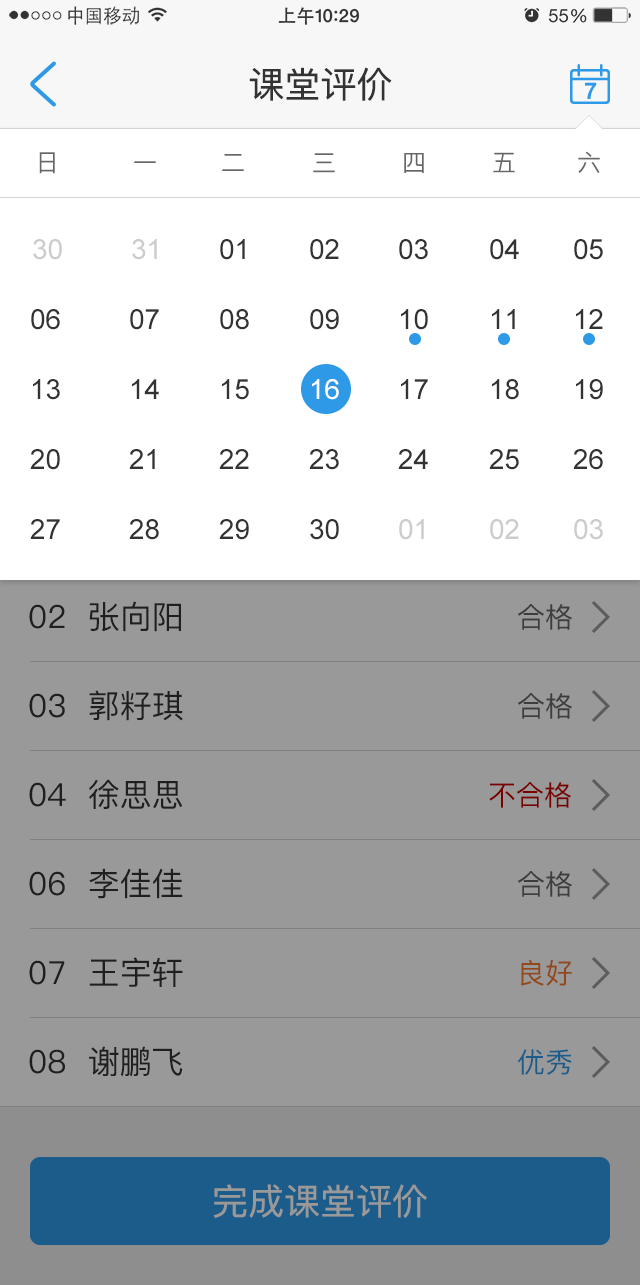 中国移动 上午10:29 55%
课堂评价 7
日 一 二 三 四 五 六
30 31 01 02 03 04 05
06 07 08 09 10 11 12
13 14 15 16 17 18 19
20 21 22 23 24 25 26
27 28 29 30 01 02 03
02 张向阳 合格
03 郭籽琪 合格
04 徐思思 不合格
06 李佳佳 合格
07 王宇轩 良好
08 谢鹏飞 优秀
完成课堂评价